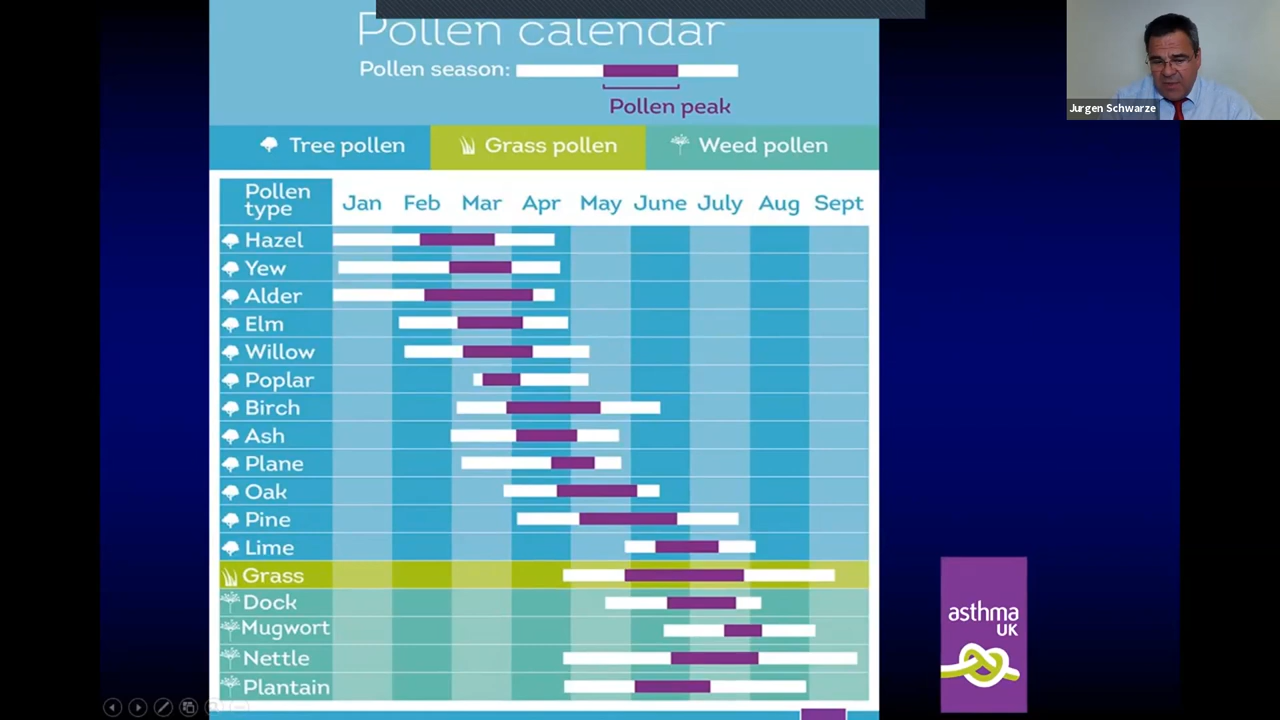 Pollen calendar
Pollen season:
Pollen peak
Tree pollen
Grass pollen
Weed pollen
Pollen type
Jan Feb Mar Apr May June July Aug Sept
Hazel
Yew
Alder
Elm
Willow
Poplar
Birch
Ash
Plane
Oak
Pine
Lime
Grass
Dock
Mugwort
Nettle
Plantain
Jurgen Schwarze
asthma
UK